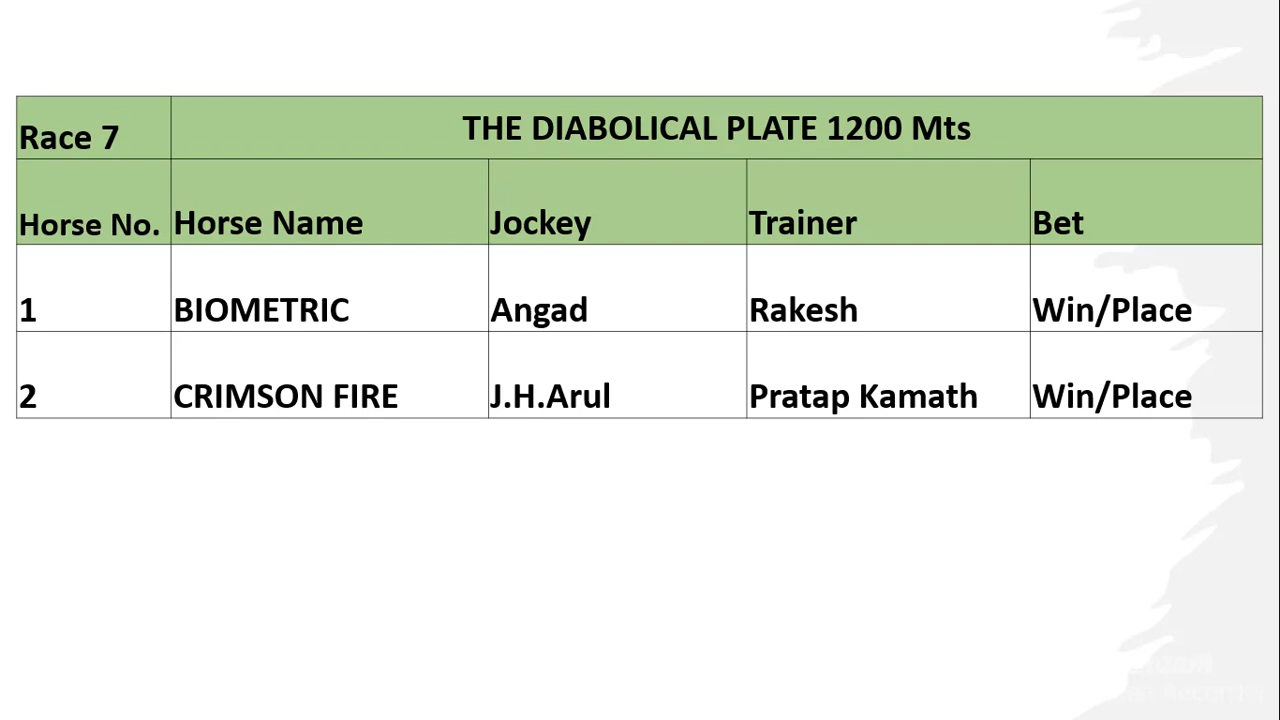 Race 7 THE DIABOLICAL PLATE 1200 Mts
Horse No. Horse Name Jockey Trainer Bet
1 BIOMETRIC Angad Rakesh Win/Place
2 CRIMSON FIRE J.H.Arul Pratap Kamath Win/Place